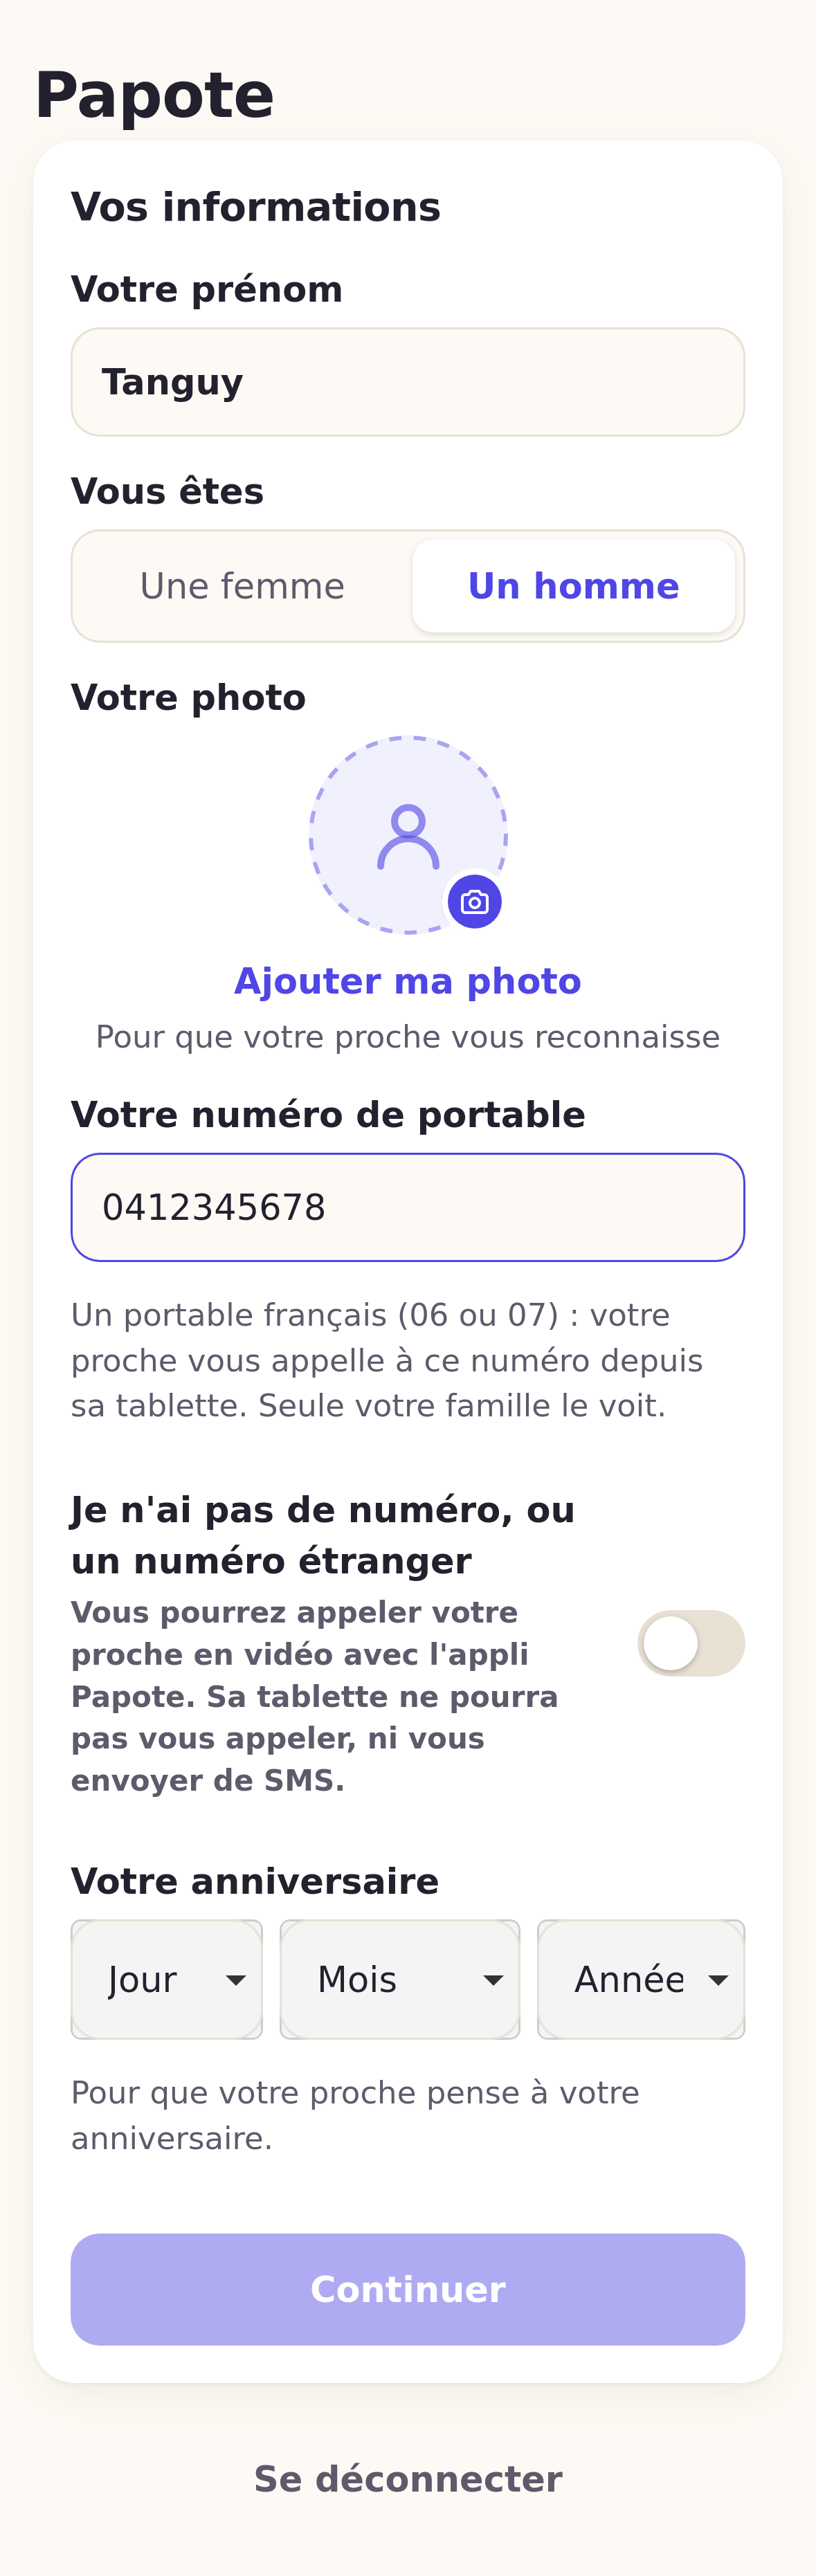 Papote
Vos informations
Votre prénom
Tanguy
Vous êtes
Une femme
Un homme
Votre photo
Ajouter ma photo
Pour que votre proche vous reconnaisse
Votre numéro de portable
0412345678
Un portable français (06 ou 07) : votre
proche vous appelle à ce numéro depuis
sa tablette. Seule votre famille le voit.
Je n'ai pas de numéro, ou
un numéro étranger
Vous pourrez appeler votre
proche en vidéo avec l'appli
Papote. Sa tablette ne pourra
pas vous appeler, ni vous
envoyer de SMS.
Votre anniversaire
Jour
Mois
Année
Pour que votre proche pense à votre
anniversaire.
Continuer
Se déconnecter